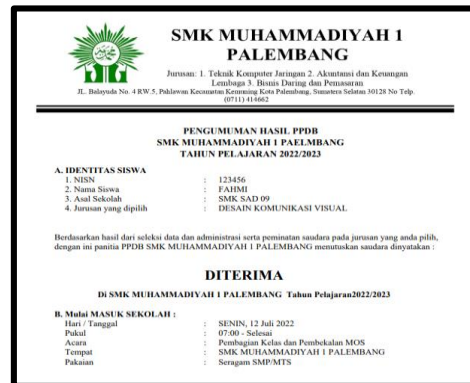 SMK MUHAMMADIYAH 1
PALEMBANG
Jurusan: 1. Teknik Komputer Jaringan 2. Akuntansi dan Keuangan
Lembaga 3. Bisnis Daring dan Pemasaran
JL. Balayuda No. 4 RW.5, Pahlawan Kecamatan Kemuning Kota Palembang, Sumatera Selatan 30128 No Telp.
(0711) 414662
PENGUMUMAN HASIL PPDB
SMK MUHAMMADIYAH 1 PAELMBANG
TAHUN PELAJARAN 2022/2023
A. IDENTITAS SISWA
1. NISN : 123456
2. Nama Siswa : FAHMI
3. Asal Sekolah : SMK SAD 09
4. Jurusan yang dipilih : DESAIN KOMUNIKASI VISUAL
Berdasarkan hasil dari seleksi data dan administrasi serta peminatan saudara pada jurusan yang anda pilih,
dengan ini panitia PPDB SMK MUHAMMADIYAH 1 PALEMBANG menutuskan saudara dinyatakan :
DITERIMA
Di SMK MUHAMMADIYAH 1 PALEMBANG Tahun Pelajaran2022/2023
B. Mulai MASUK SEKOLAH :
Hari / Tanggal : SENIN, 12 Juli 2022
Pukul : 07:00 - Selesai
Acara : Pembagian Kelas dan Pembekalan MOS
Tempat : SMK MUHAMMADIYAH 1 PALEMBANG
Pakaian : Seragam SMP/MTS